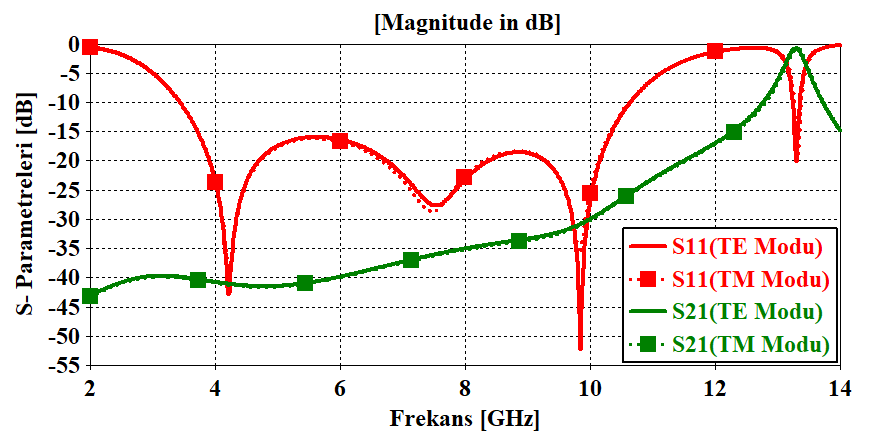 [Magnitude in dB]
S- Parametreleri [dB]
0
-5
-10
-15
-20
-25
-30
-35
-40
-45
-50
-55
S11(TE Modu)
S11(TM Modu)
S21(TE Modu)
S21(TM Modu)
2 4 6 8 10 12 14
Frekans [GHz]